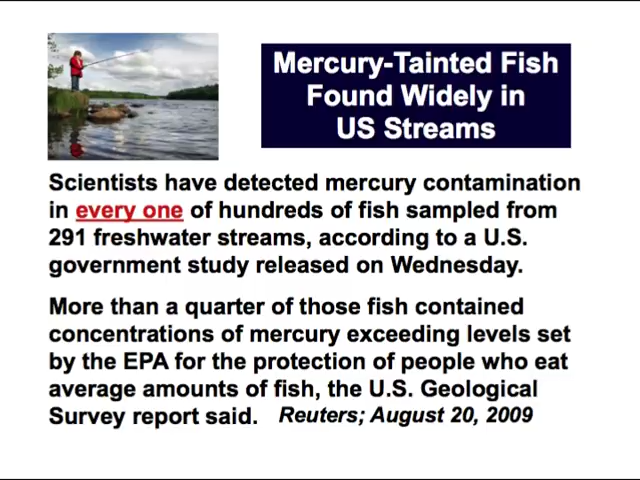 Mercury-Tainted Fish
Found Widely in
US Streams
Scientists have detected mercury contamination
in every one of hundreds of fish sampled from
291 freshwater streams, according to a U.S.
government study released on Wednesday.
More than a quarter of those fish contained
concentrations of mercury exceeding levels set
by the EPA for the protection of people who eat
average amounts of fish, the U.S. Geological
Survey report said. Reuters; August 20, 2009